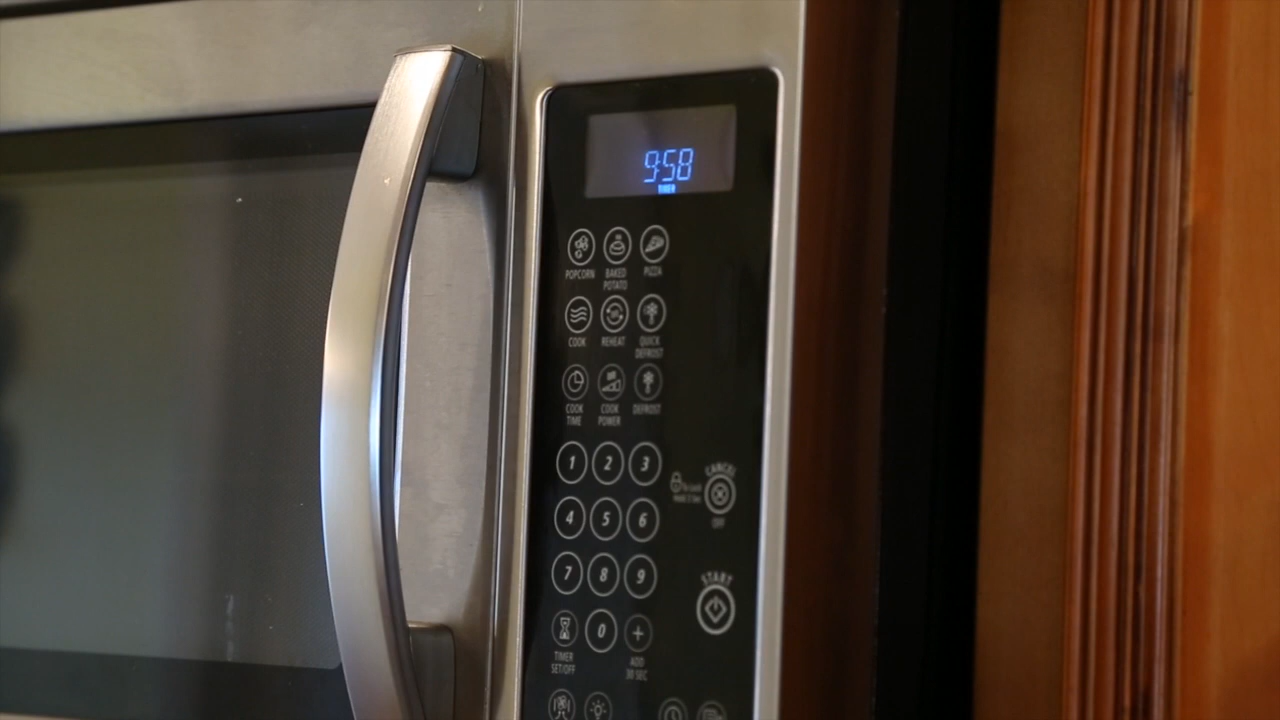 9:58
TIMER
POPCORN
BAKED
POTATO
PIZZA
COOK
REHEAT
QUICK
DEFROST
COOK
TIME
COOK
POWER
DEFROST
1 2 3
CANCEL
OFF
4 5 6
7 8 9
START
0
TIMER
SET/OFF
ADD
30 SEC